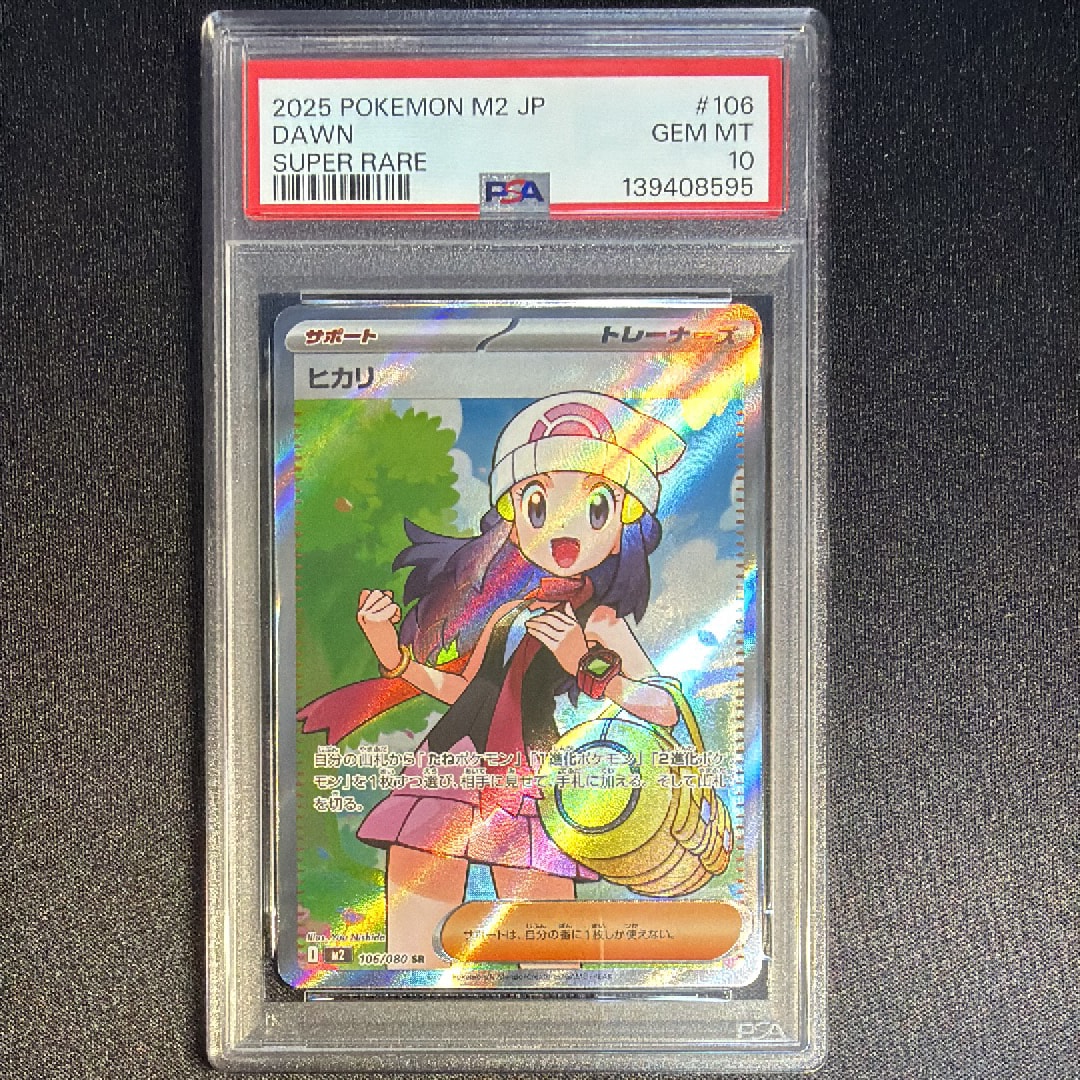 2025 POKEMON M2 JP #106
DAWN GEM MT
SUPER RARE 10
PSA 139408595
サポート トレーナーズ
ヒカリ
自分の山札から「たねポケモン」「1進化ポケモン」「2進化ポケ
モン」を1枚ずつ選び、相手に見せて、手札に加える。そして山札
を切る。
サポートは、自分の番に1枚しか使えない。
Illus. You Nishida
M2 106/080 SR
PSA